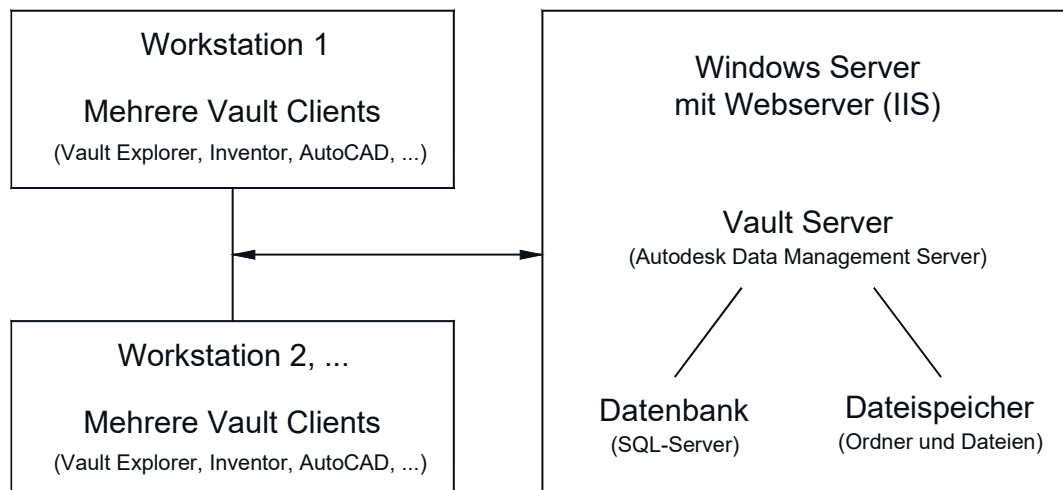 Workstation 1
Mehrere Vault Clients
(Vault Explorer, Inventor, AutoCAD, ...)
Workstation 2, ...
Mehrere Vault Clients
(Vault Explorer, Inventor, AutoCAD, ...)
Windows Server
mit Webserver (IIS)
Vault Server
(Autodesk Data Management Server)
Datenbank
(SQL-Server)
Dateispeicher
(Ordner und Dateien)